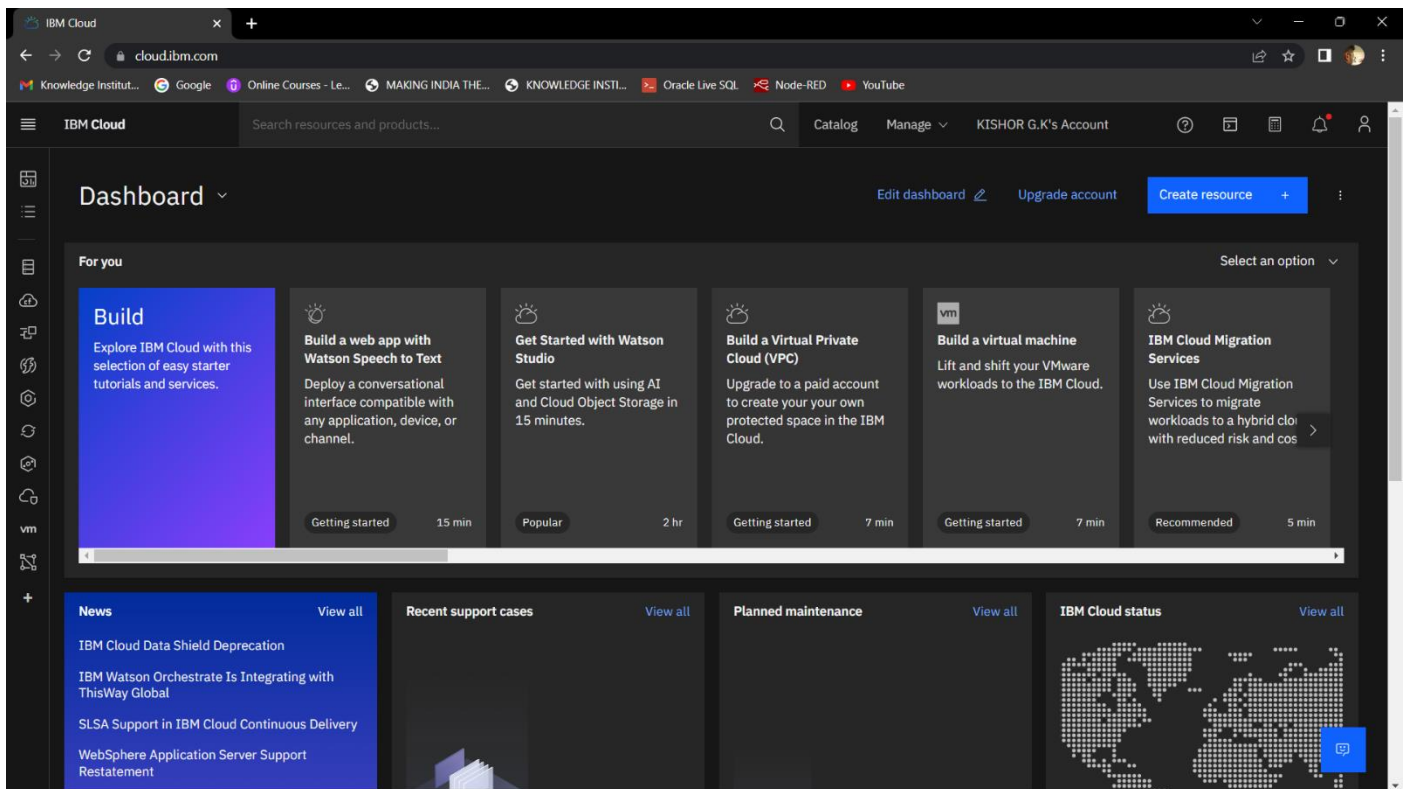 IBM Cloud
cloud.ibm.com
Knowledge Institut... Google Online Courses - Le... MAKING INDIA THE... KNOWLEDGE INSTI... Oracle Live SQL Node-RED YouTube
IBM Cloud Search resources and products... Catalog Manage KISHOR G.K's Account
Dashboard Edit dashboard Upgrade account Create resource +
For you Select an option
Build
Explore IBM Cloud with this
selection of easy starter
tutorials and services.
Build a web app with
Watson Speech to Text
Deploy a conversational
interface compatible with
any application, device, or
channel.
Getting started 15 min
Get Started with Watson
Studio
Get started with using AI
and Cloud Object Storage in
15 minutes.
Popular 2 hr
Build a Virtual Private
Cloud (VPC)
Upgrade to a paid account
to create your your own
protected space in the IBM
Cloud.
Getting started 7 min
vm
Build a virtual machine
Lift and shift your VMware
workloads to the IBM Cloud.
Getting started 7 min
IBM Cloud Migration
Services
Use IBM Cloud Migration
Services to migrate
workloads to a hybrid clo
with reduced risk and cos
Recommended 5 min
vm
News View all
IBM Cloud Data Shield Deprecation
IBM Watson Orchestrate Is Integrating with
ThisWay Global
SLSA Support in IBM Cloud Continuous Delivery
WebSphere Application Server Support
Restatement
Recent support cases View all
Planned maintenance View all
IBM Cloud status View all